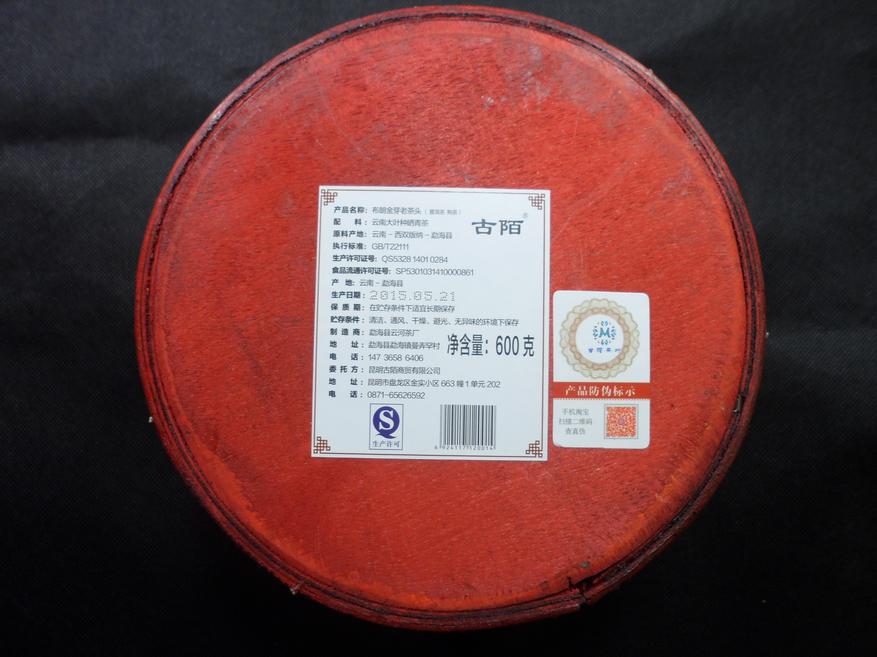 产品名称：布朗金芽老茶头（普洱茶 熟茶）
古陌®
配 料：云南大叶种晒青茶
原料产地：云南－西双版纳－勐海县
执行标准：GB/T22111
生产许可证号：QS5328 1401 0284
食品流通许可证号：SP5301031410000861
产 地：云南－勐海县
生产日期：2015.05.21
保 质 期：在贮存条件下适宜长期保存
贮存条件：清洁、通风、干燥、避光、无异味的环境下保存
制 造 商：勐海县云河茶厂
地 址：勐海县勐海镇曼弄罕村
净含量：600克
电 话：147 3658 6406
委 托 方：昆明古陌商贸有限公司
地 址：昆明市盘龙区金实小区 663 幢 1 单元 202
电 话：0871-65626592
生产许可
6924117120014
M
产品防伪标示
手机淘宝
扫描二维码
查真伪